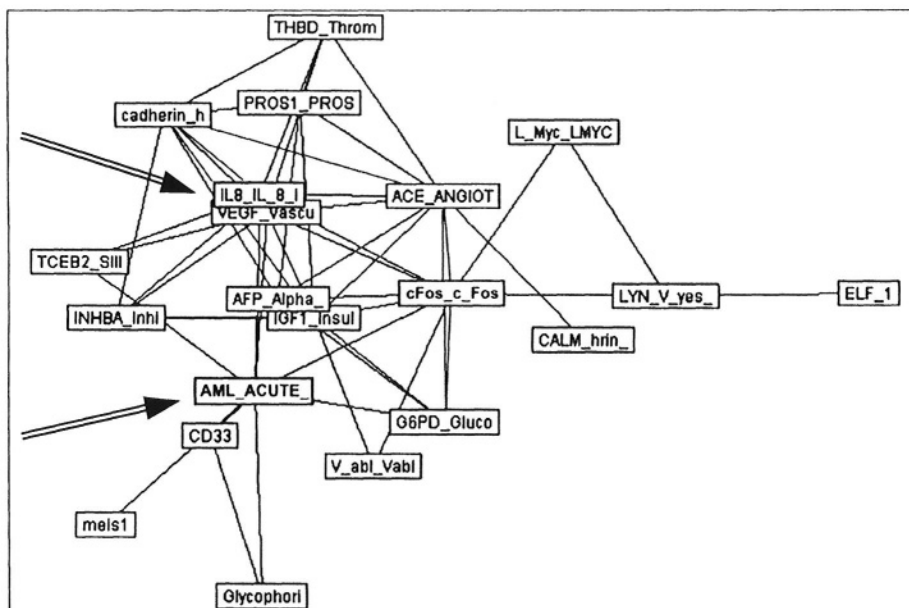 THBD_Throm
PROS1_PROS
cadherin_h
L_Myc_LMYC
IL8_IL_8_I
ACE_ANGIOT
VEGF_Vascu
TCEB2_SIII
AFP_Alpha_
cFos_c_Fos
LYN_V_yes_
ELF_1
INHBA_Inhi
IGF1_Insul
CALM_hrin_
AML_ACUTE_
G6PD_Gluco
CD33
V_abl_Vabl
meis1
Glycophori